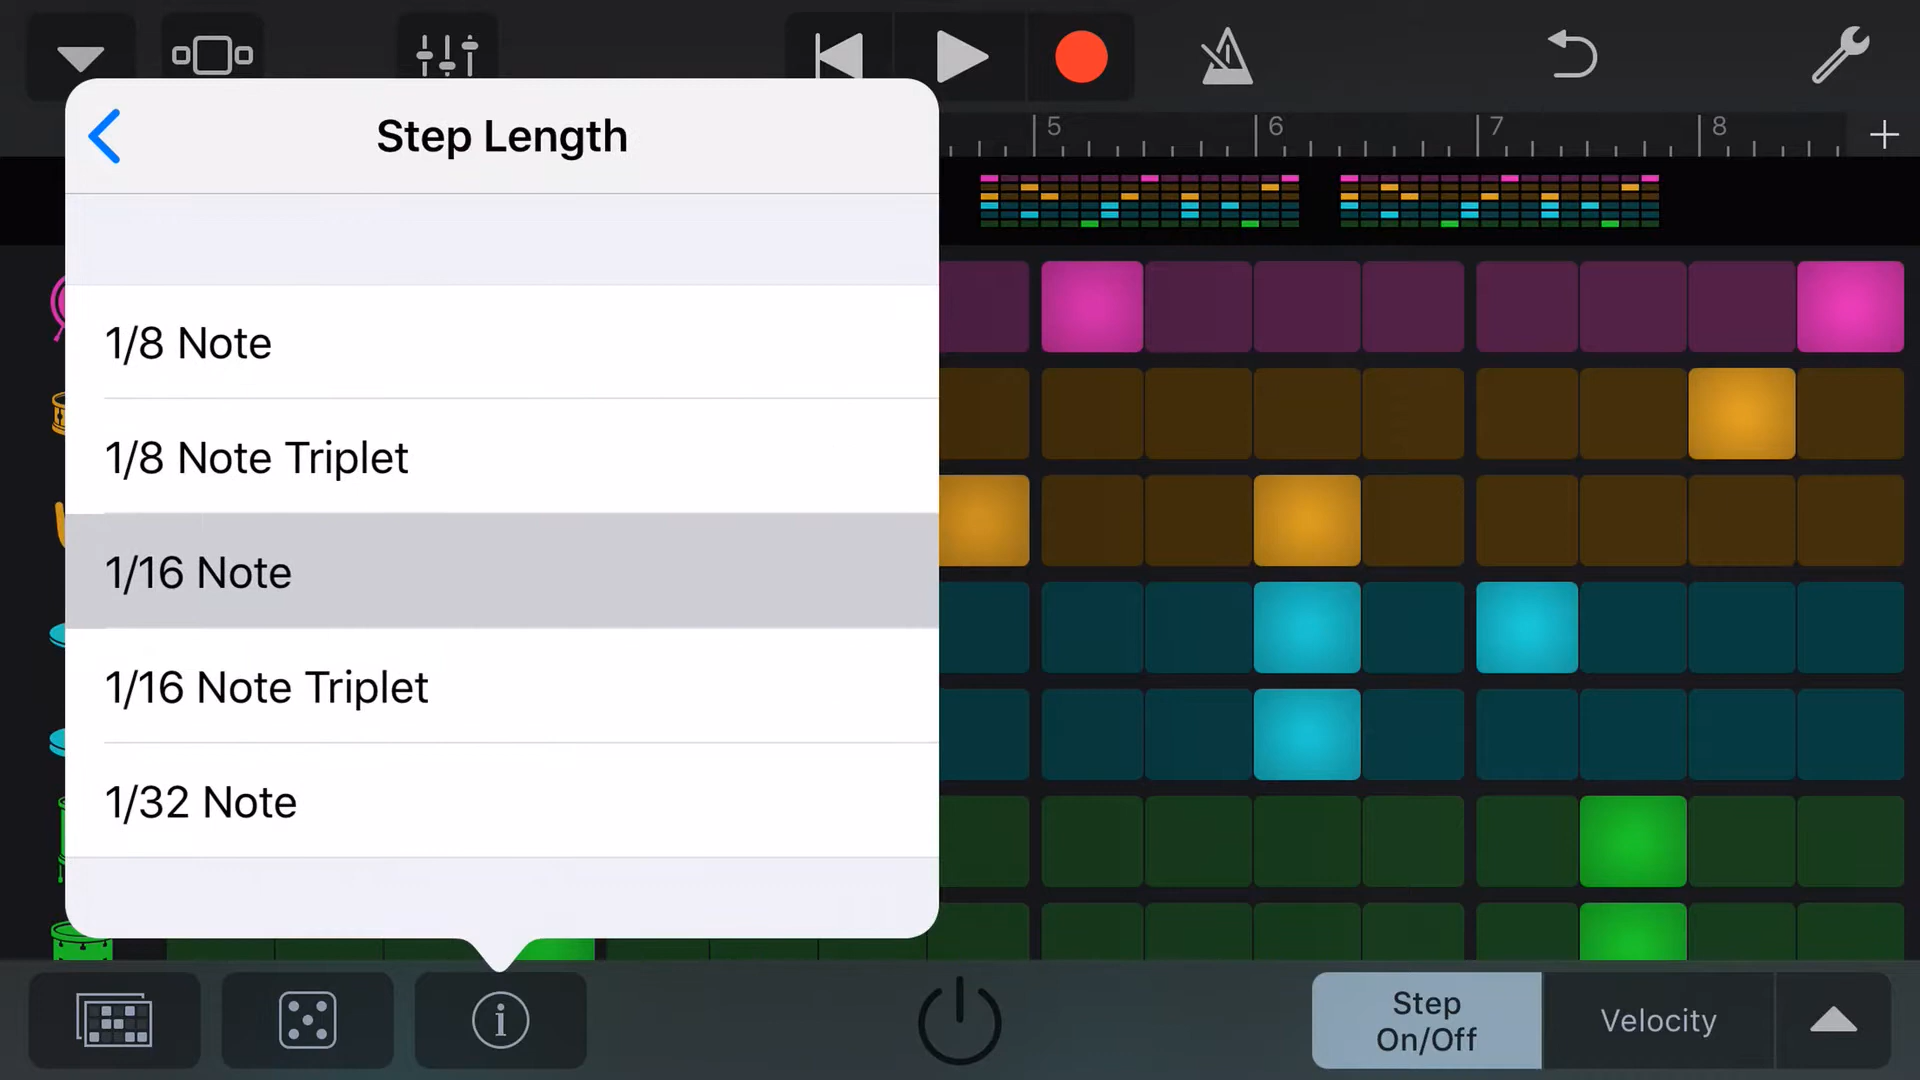 Step Length
5 6 7 8
1/8 Note
1/8 Note Triplet
1/16 Note
1/16 Note Triplet
1/32 Note
Step
On/Off
Velocity